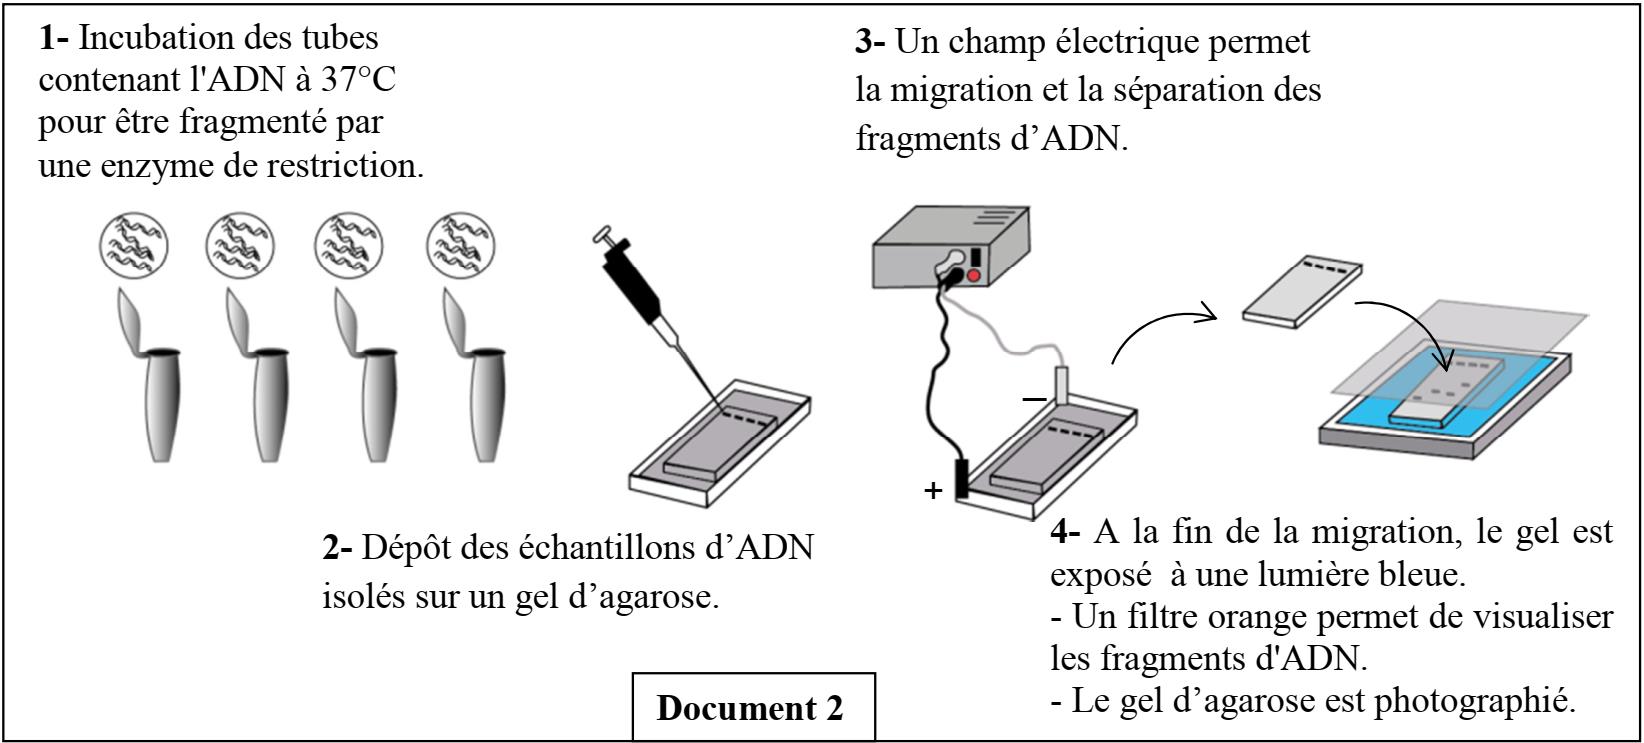 1- Incubation des tubes
contenant l'ADN à 37°C
pour être fragmenté par
une enzyme de restriction.
2- Dépôt des échantillons d’ADN
isolés sur un gel d’agarose.
3- Un champ électrique permet
la migration et la séparation des
fragments d’ADN.
–
+
4- A la fin de la migration, le gel est
exposé à une lumière bleue.
- Un filtre orange permet de visualiser
les fragments d'ADN.
- Le gel d’agarose est photographié.
Document 2